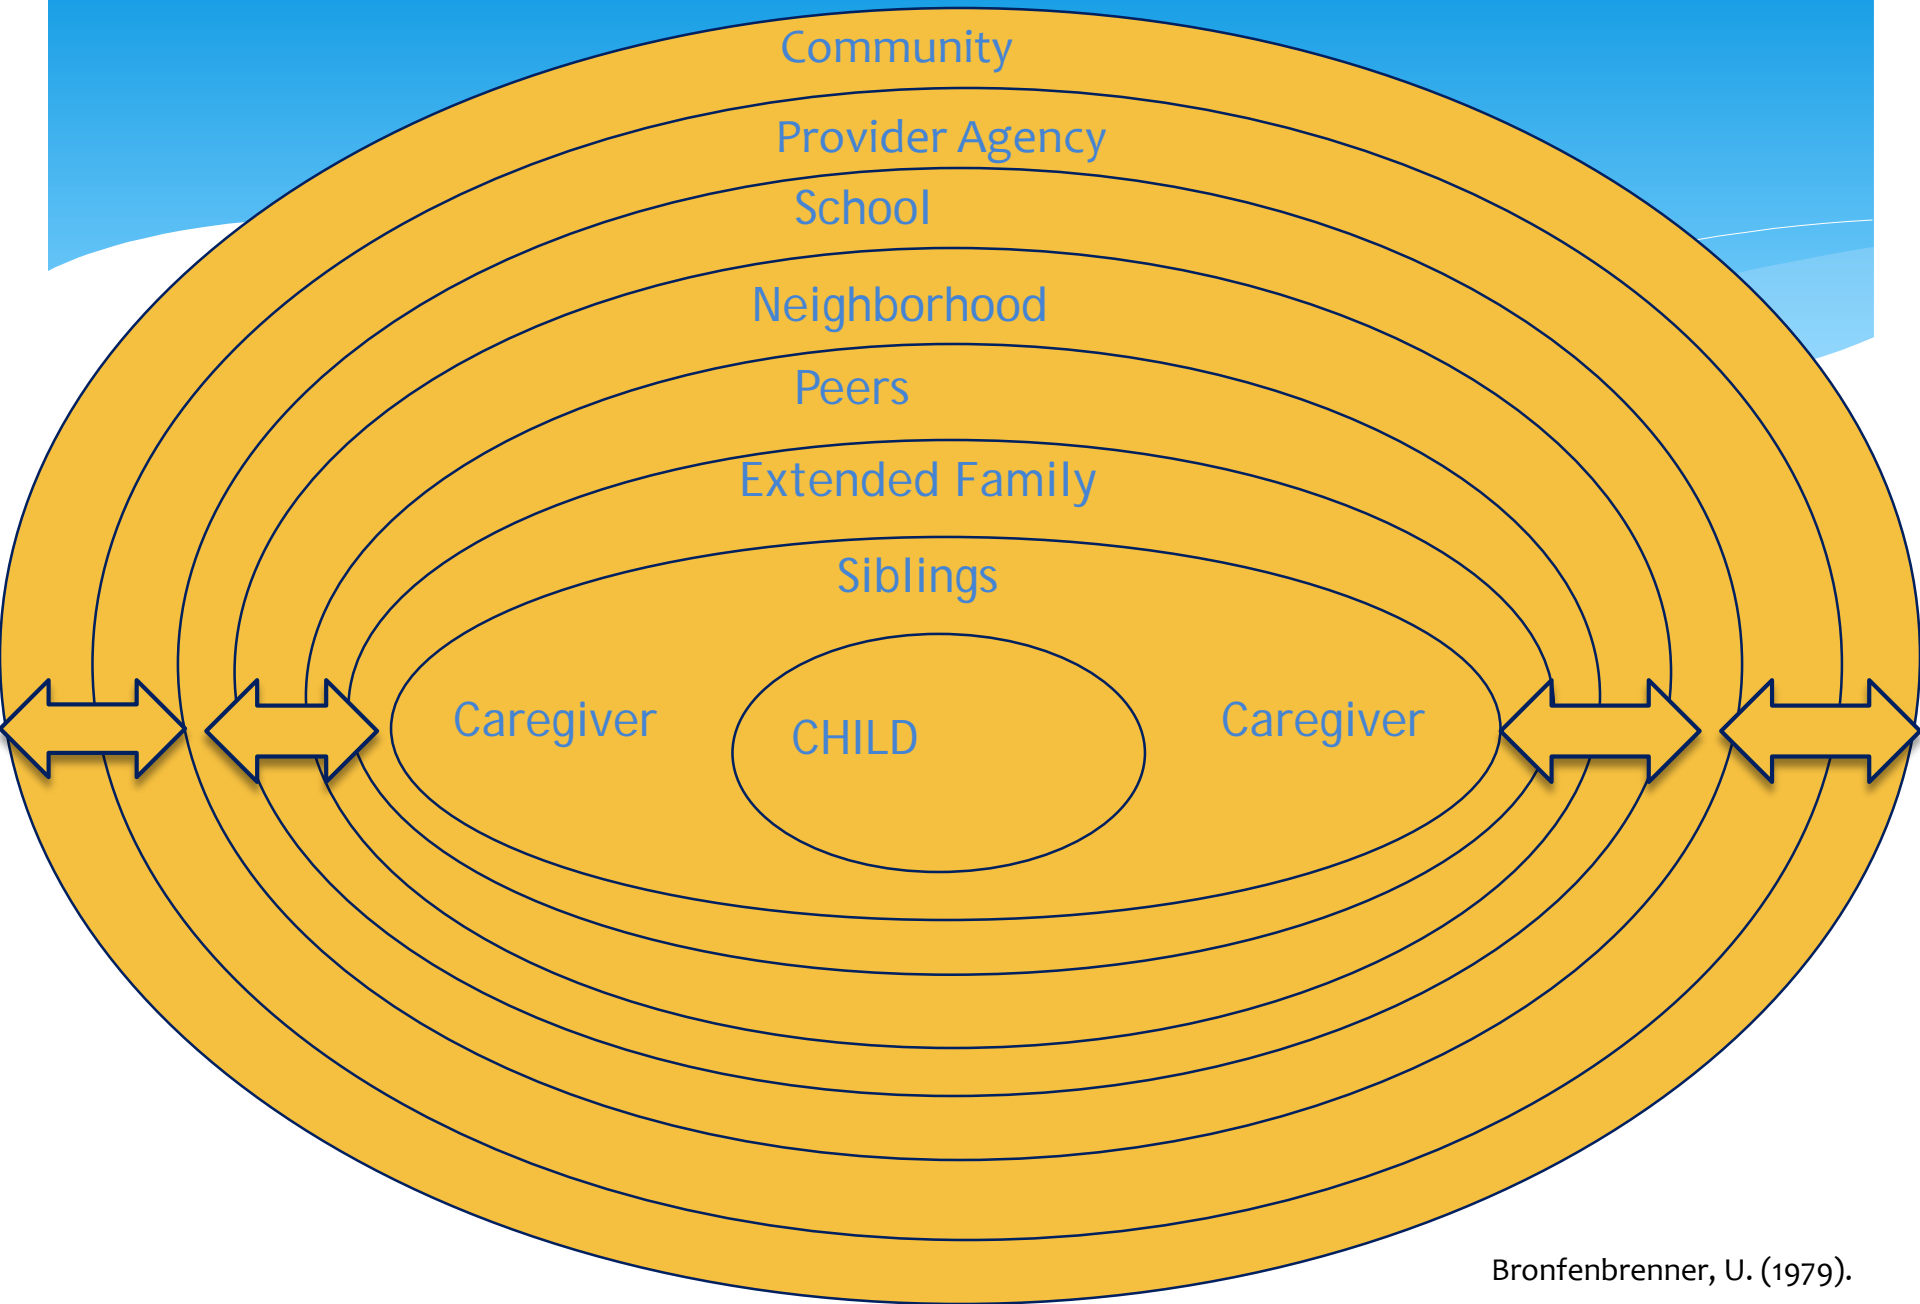 Community
Provider Agency
School
Neighborhood
Peers
Extended Family
Siblings
Caregiver
CHILD
Caregiver
Bronfenbrenner, U. (1979).